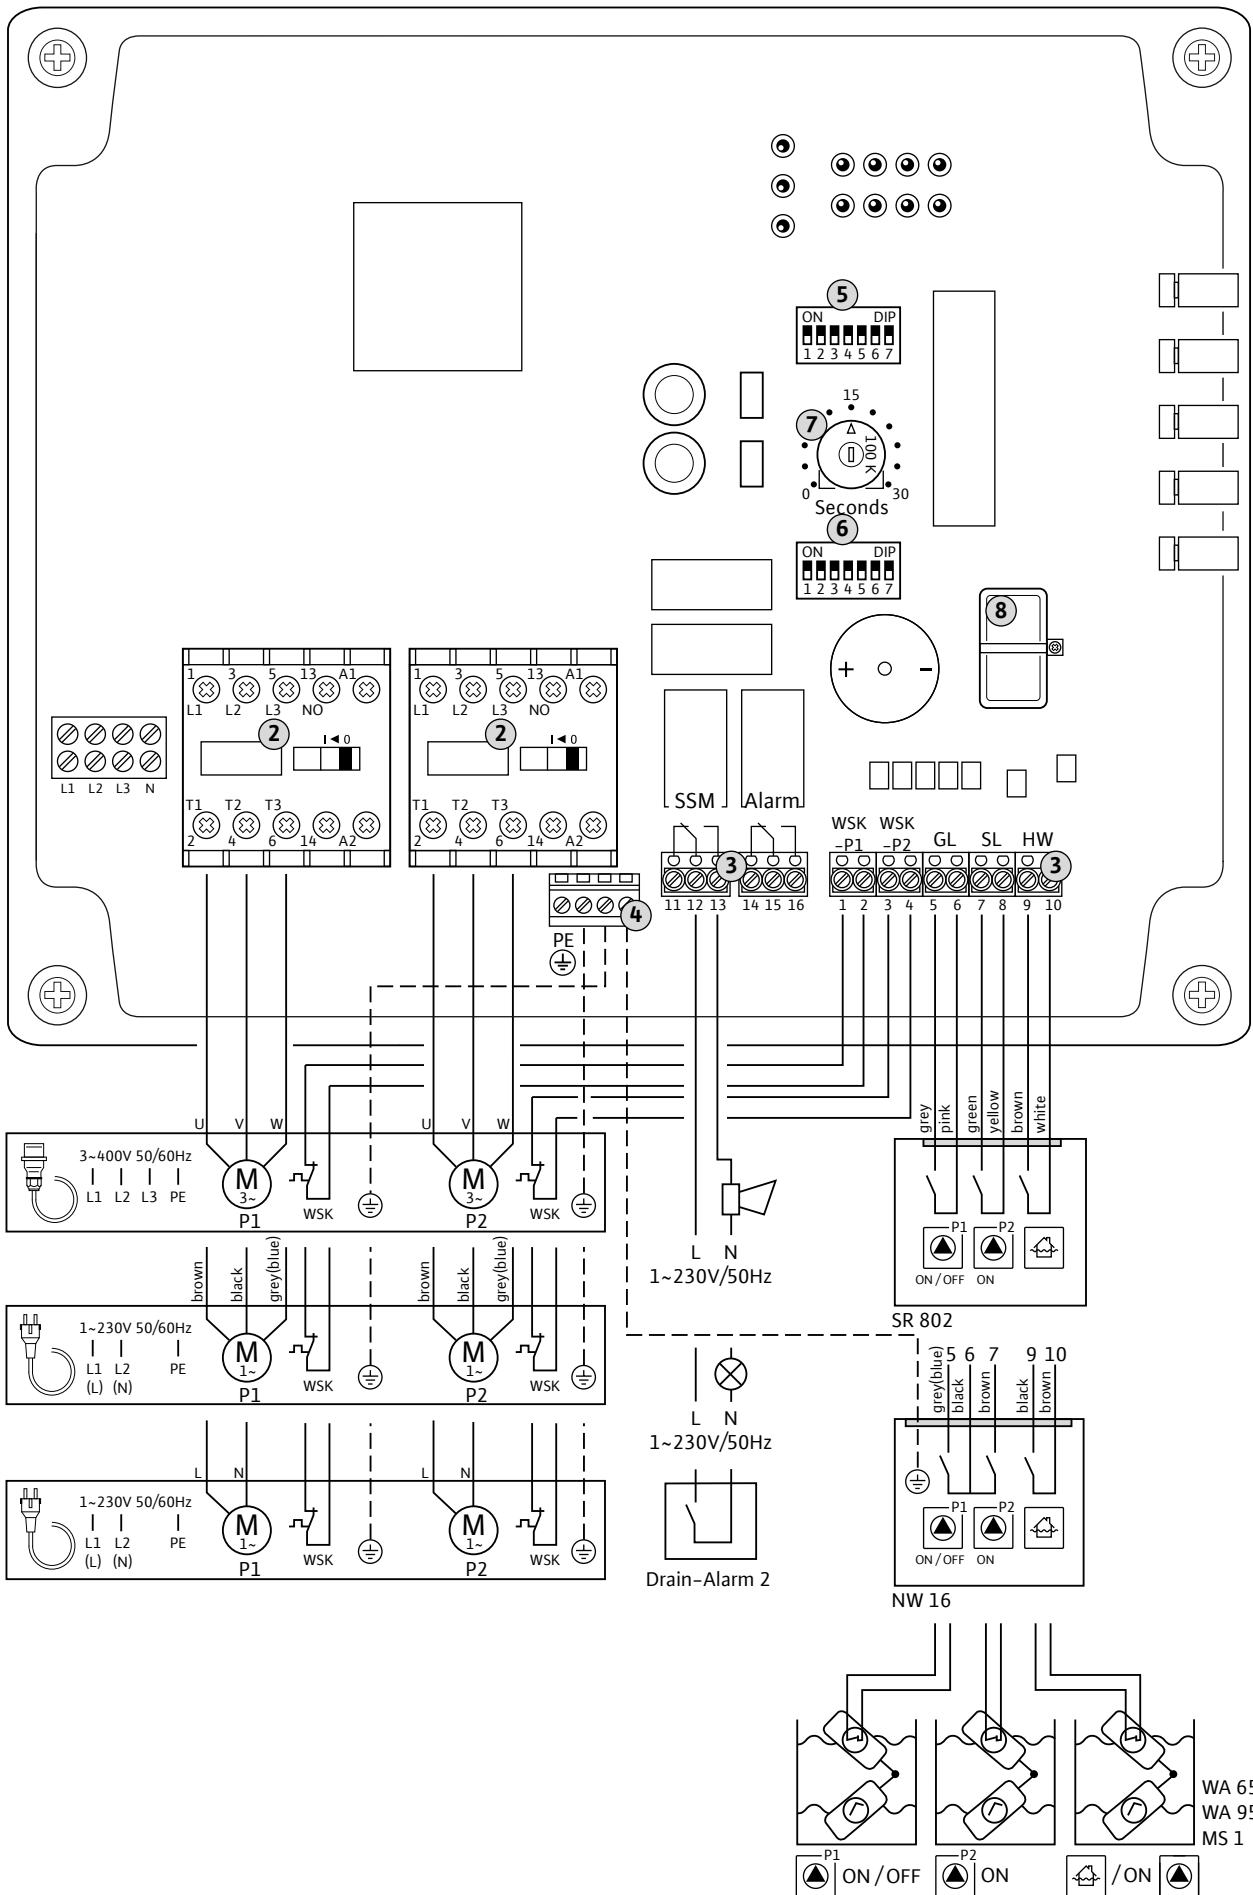 5
ON DIP
1 2 3 4 5 6 7
15
7
100 K
0 30
Seconds
6
ON DIP
1 2 3 4 5 6 7
8
+ -
1 3 5 13 A1
L1 L2 L3 NO
2
I ◄ 0
T1 T2 T3
2 4 6 14 A2
1 3 5 13 A1
L1 L2 L3 NO
2
I ◄ 0
T1 T2 T3
2 4 6 14 A2
L1 L2 L3 N
SSM Alarm
WSK WSK
-P1 -P2 GL SL HW
3 3
11 12 13 14 15 16 1 2 3 4 5 6 7 8 9 10
4
PE
grey pink green yellow brown white
U V W U V W
3~400V 50/60Hz
L1 L2 L3 PE
M
3~
P1
WSK
M
3~
P2
WSK
P1 P2
ON/OFF ON
SR 802
L N
1~230V/50Hz
brown black grey(blue) brown black grey(blue)
1~230V 50/60Hz
L1 L2 PE
(L) (N)
M
1~
P1
WSK
M
1~
P2
WSK
5 6 7 9 10
grey(blue) black brown black brown
L N
1~230V/50Hz
L N L N
1~230V 50/60Hz
L1 L2 PE
(L) (N)
M
1~
P1
WSK
M
1~
P2
WSK
Drain-Alarm 2
P1 P2
ON/OFF ON
NW 16
WA 65
WA 95
MS 1
P1 ON/OFF P2 ON /ON